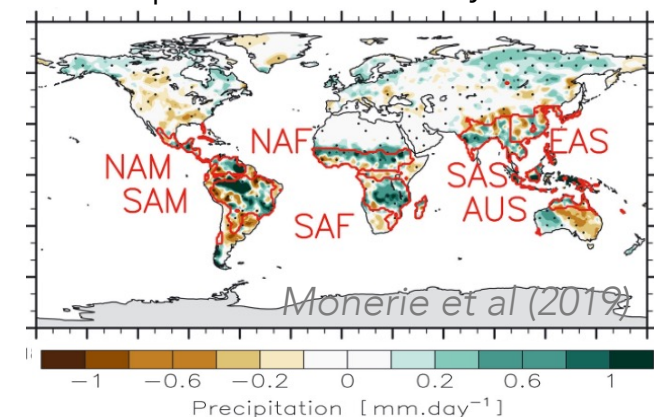 NAF
EAS
NAM
SAS
SAM
AUS
SAF
Monerie et al (2019)
−1 −0.6 −0.2 0 0.2 0.6 1
Precipitation [mm.day⁻¹]